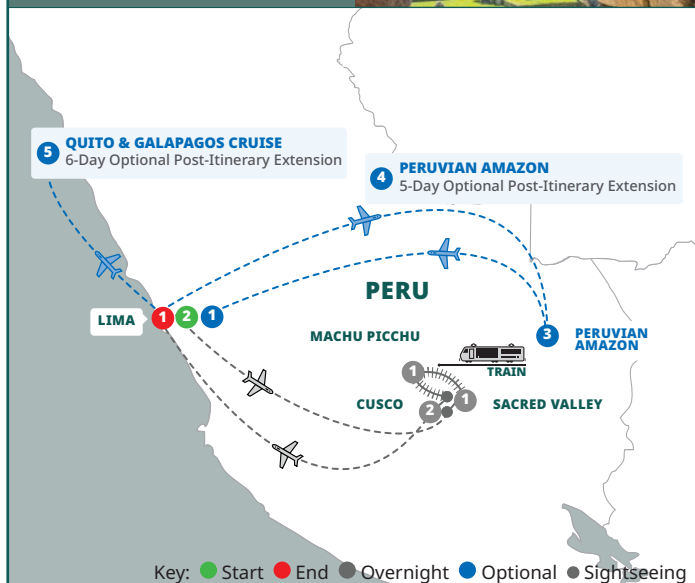 5 QUITO & GALAPAGOS CRUISE
6-Day Optional Post-Itinerary Extension
4 PERUVIAN AMAZON
5-Day Optional Post-Itinerary Extension
PERU
LIMA 1 2 1
3 PERUVIAN
AMAZON
MACHU PICCHU
TRAIN
1
CUSCO 2 1 SACRED VALLEY
Key: Start End Overnight Optional Sightseeing